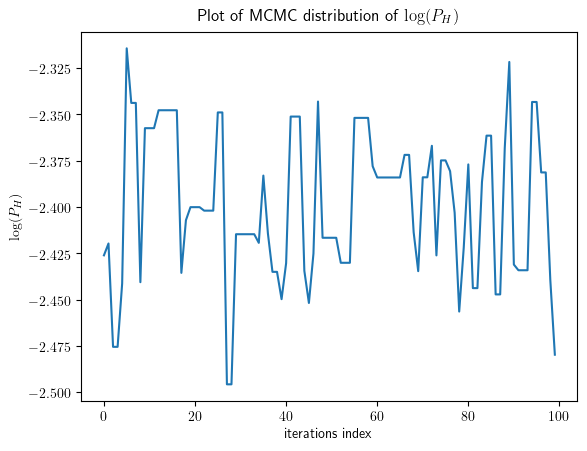 Plot of MCMC distribution of log(P_H)
log(P_H)
−2.325
−2.350
−2.375
−2.400
−2.425
−2.450
−2.475
−2.500
0 20 40 60 80 100
iterations index